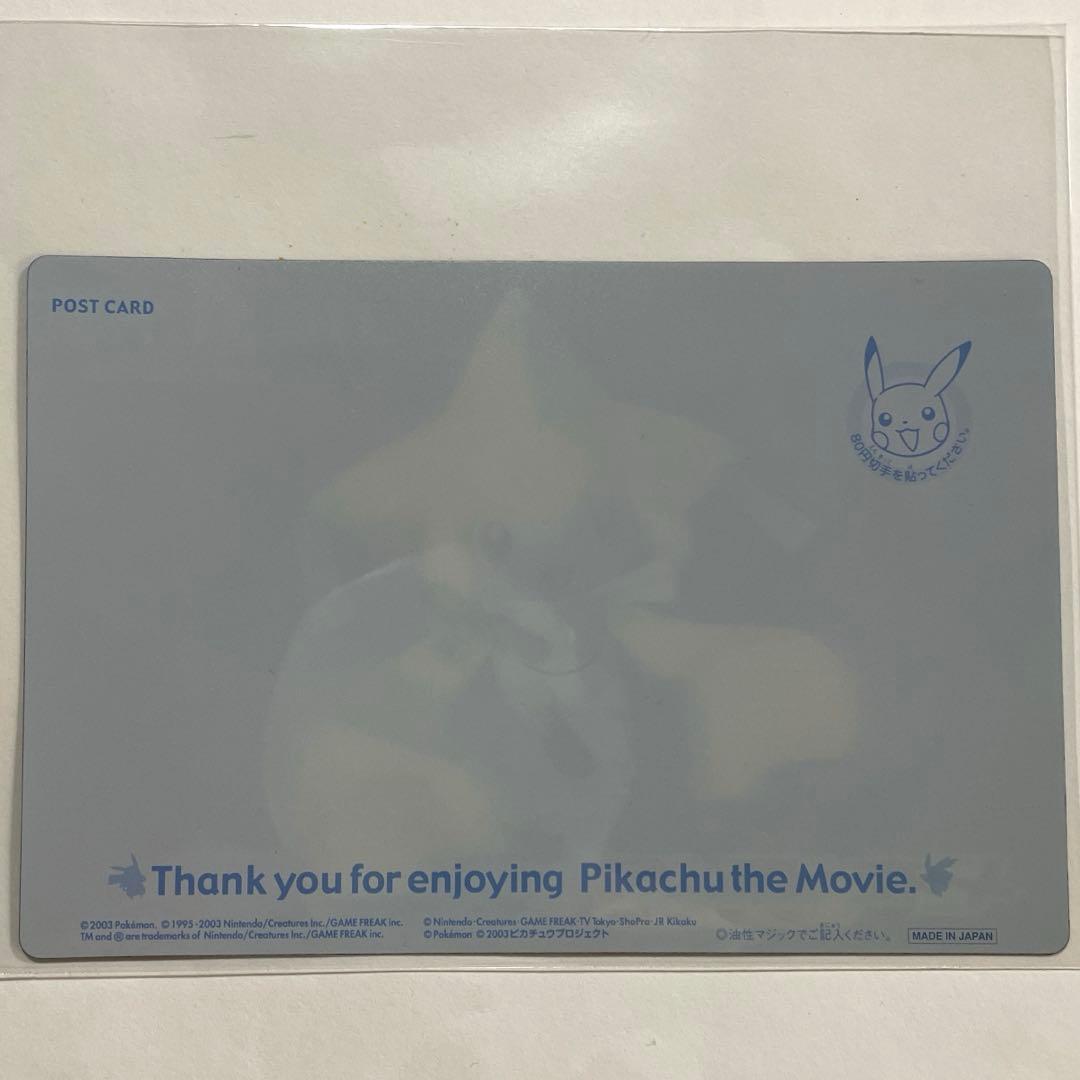 POST CARD
80円切手を貼ってください。
Thank you for enjoying Pikachu the Movie.
©2003 Pokémon. ©1995-2003 Nintendo/Creatures Inc./GAME FREAK inc.
TM and ® are trademarks of Nintendo/Creatures Inc./GAME FREAK inc.
©Nintendo·Creatures·GAME FREAK·TV Tokyo·ShoPro·JR Kikaku
©Pokémon ©2003ピカチュウプロジェクト
◎油性マジックでご記入ください。
MADE IN JAPAN